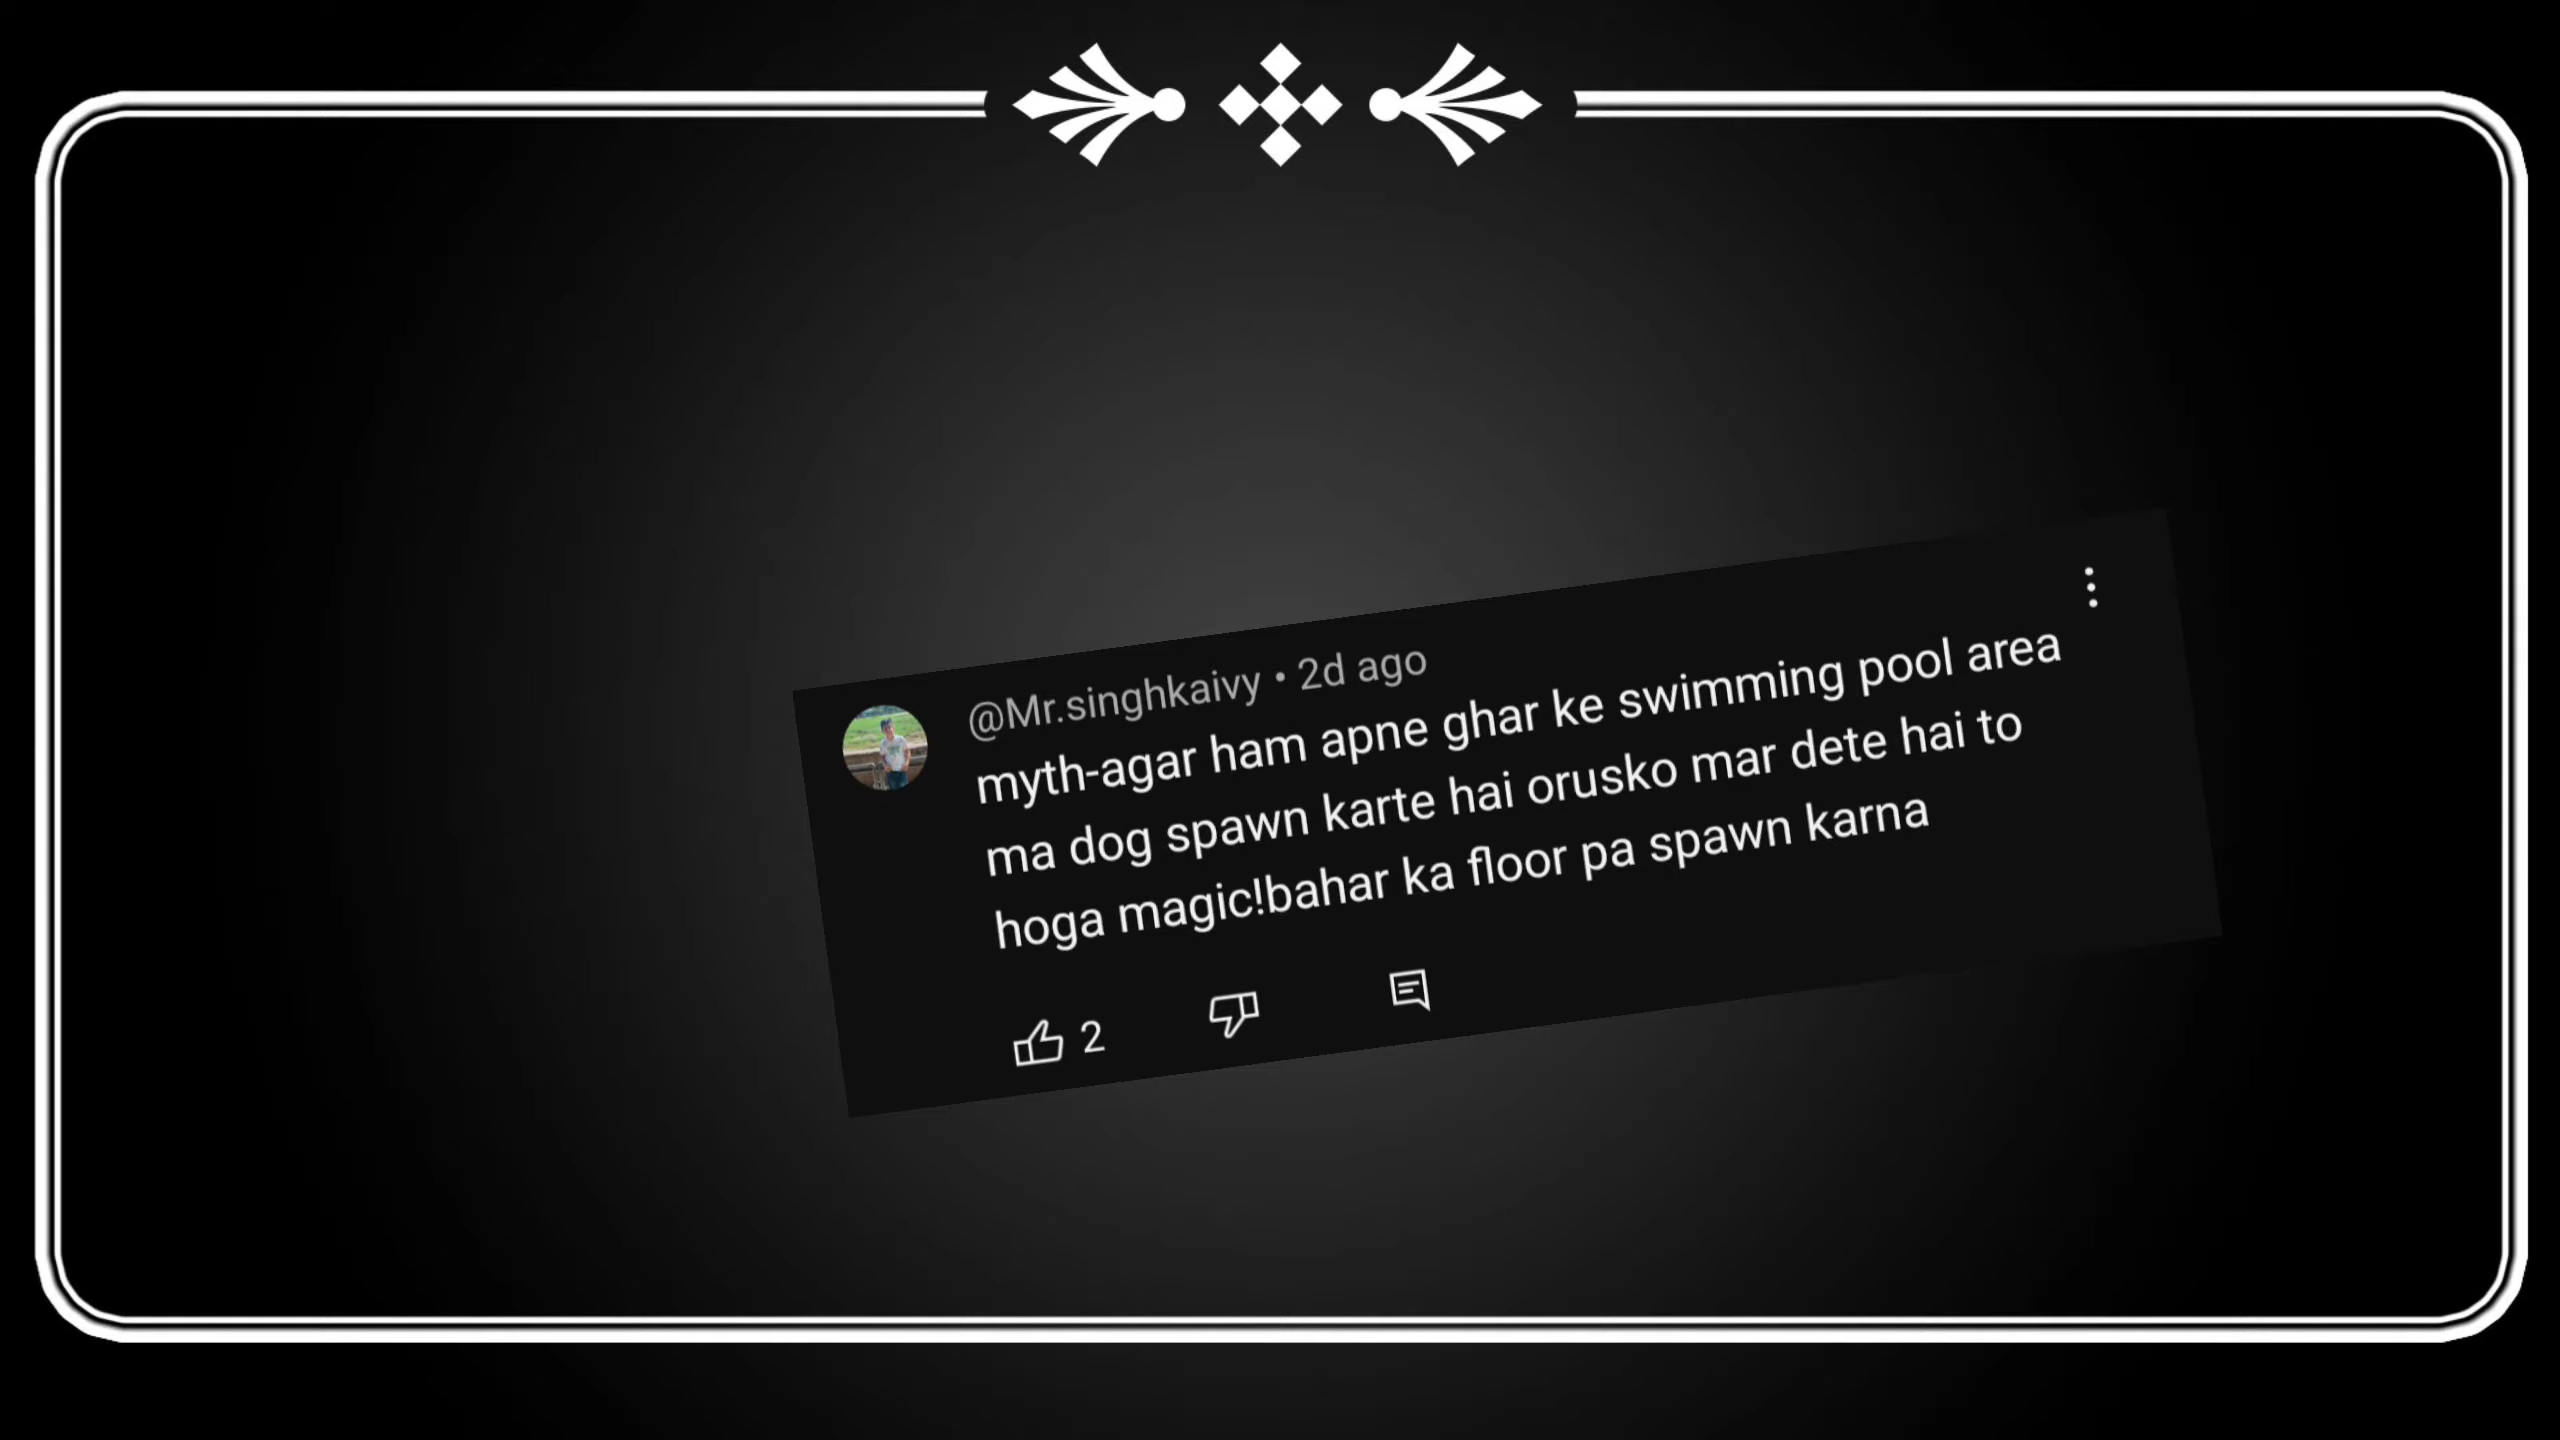 @Mr.singhkaivy • 2d ago
myth-agar ham apne ghar ke swimming pool area
ma dog spawn karte hai orusko mar dete hai to
hoga magic!bahar ka floor pa spawn karna
2